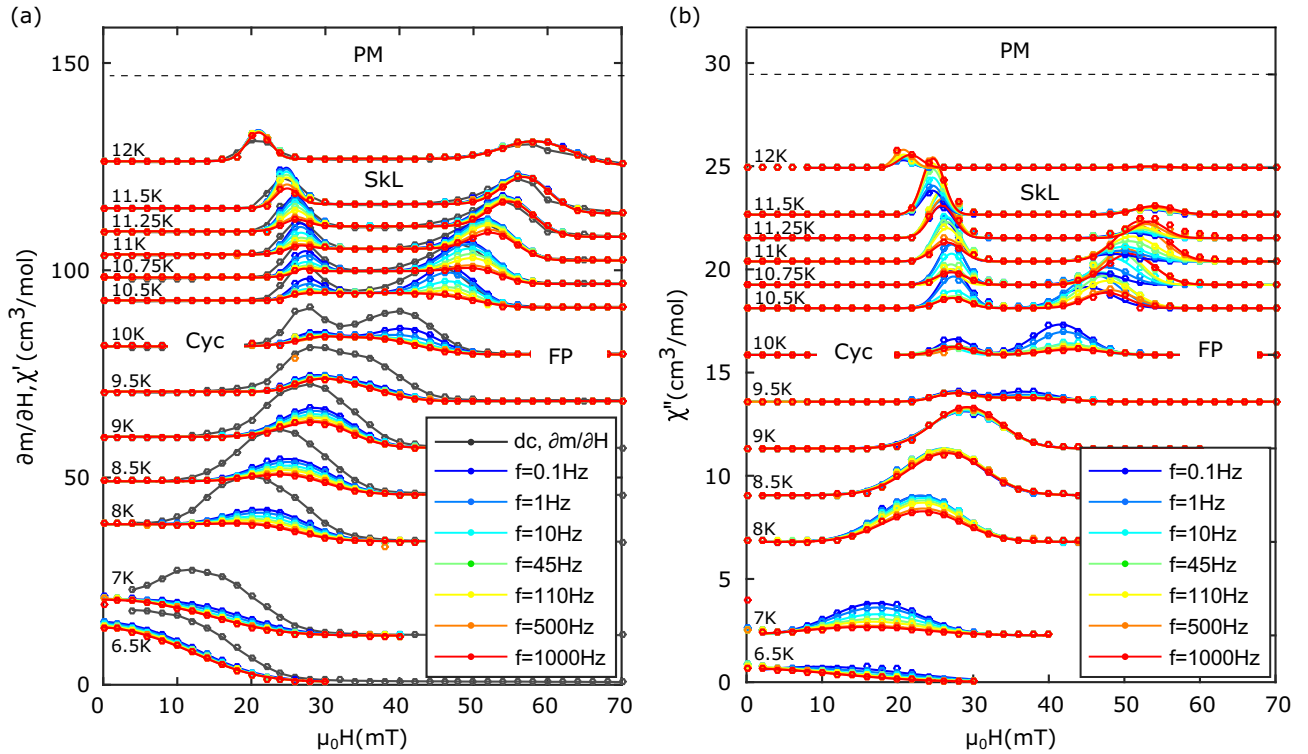 (a)
(b)
150
100
50
0
∂m/∂H,χ'(cm³/mol)
PM
12K
11.5K
11.25K
11K
10.75K
10.5K
10K
9.5K
9K
8.5K
8K
7K
6.5K
SkL
Cyc
FP
dc, ∂m/∂H
f=0.1Hz
f=1Hz
f=10Hz
f=45Hz
f=110Hz
f=500Hz
f=1000Hz
0 10 20 30 40 50 60 70
μ₀H(mT)
30
25
20
15
10
5
0
χ''(cm³/mol)
PM
12K
11.5K
11.25K
11K
10.75K
10.5K
10K
9.5K
9K
8.5K
8K
7K
6.5K
SkL
Cyc
FP
f=0.1Hz
f=1Hz
f=10Hz
f=45Hz
f=110Hz
f=500Hz
f=1000Hz
0 10 20 30 40 50 60 70
μ₀H(mT)